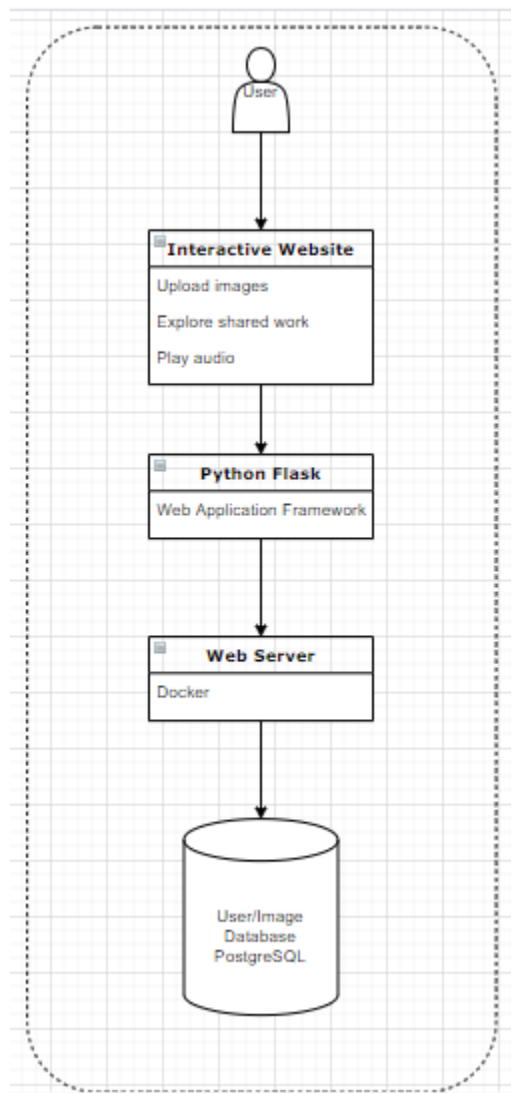 User
Interactive Website
Upload images
Explore shared work
Play audio
Python Flask
Web Application Framework
Web Server
Docker
User/Image
Database
PostgreSQL